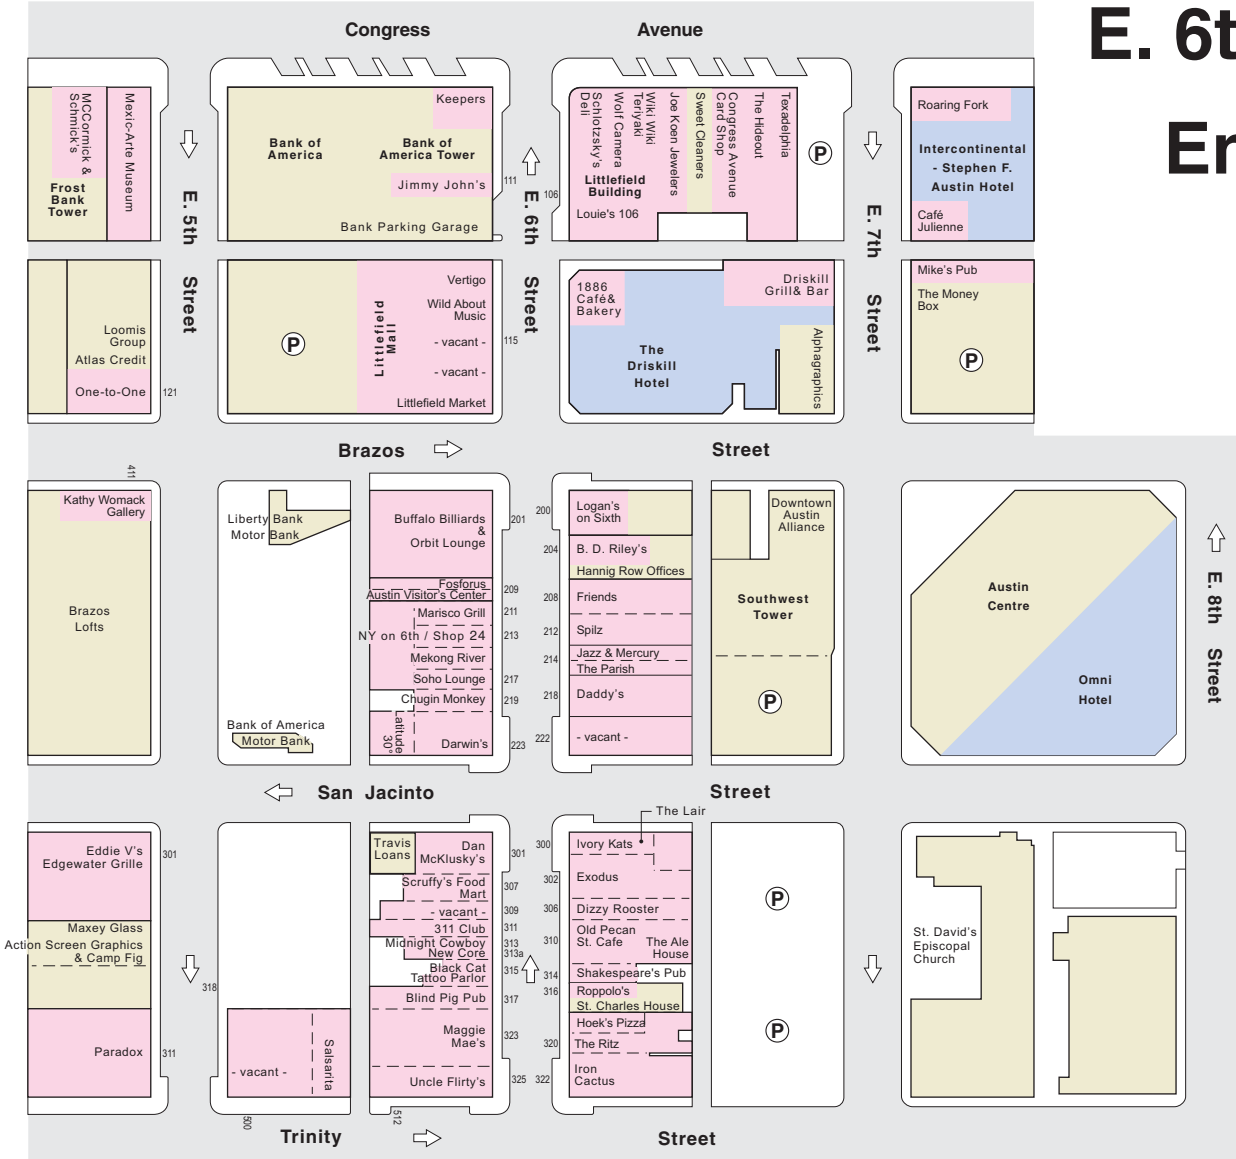 E. 6t
Er
Congress Avenue
McCormick &
Schmick's
Mexic-Arte Museum
Frost
Bank
Tower
E. 5th Street
Bank of
America
Keepers
Bank of
America Tower
Jimmy John's
Bank Parking Garage
111
E. 6th Street
106
Schlotzsky's
Deli
Wolf Camera
Wiki Wiki
Teriyaki
Joe Koen Jewelers
Sweet Cleaners
Congress Avenue
Card Shop
The Hideout
Texadelphia
Littlefield
Building
Louie's 106
P
E. 7th Street
Roaring Fork
Intercontinental
- Stephen F.
Austin Hotel
Café
Julienne
Loomis
Group
Atlas Credit
One-to-One
121
P
Littlefield
Mall
Vertigo
Wild About
Music
- vacant -
- vacant -
Littlefield Market
115
1886
Café&
Bakery
The
Driskill
Hotel
Driskill
Grill& Bar
Alphagraphics
Mike's Pub
The Money
Box
P
Brazos Street
411
Kathy Womack
Gallery
Brazos
Lofts
Liberty Bank
Motor Bank
Bank of America
Motor Bank
Buffalo Billiards
&
Orbit Lounge
Fosforus
Austin Visitor's Center
Marisco Grill
NY on 6th / Shop 24
Mekong River
Soho Lounge
Chugin Monkey
Latitude
30°
Darwin's
201
209
211
213
217
219
223
200
204
208
212
214
218
222
Logan's
on Sixth
B. D. Riley's
Hannig Row Offices
Friends
Spilz
Jazz & Mercury
The Parish
Daddy's
- vacant -
Downtown
Austin
Alliance
Southwest
Tower
P
Austin
Centre
Omni
Hotel
E. 8th Street
San Jacinto Street
Eddie V's
Edgewater Grille
301
Maxey Glass
Action Screen Graphics
& Camp Fig
Paradox
311
318
- vacant -
Salsarita
500
Travis
Loans
Dan
McKlusky's
Scruffy's Food
Mart
- vacant -
311 Club
Midnight Cowboy
New Core
Black Cat
Tattoo Parlor
Blind Pig Pub
Maggie
Mae's
Uncle Flirty's
512
301
307
309
311
313
313a
315
317
323
325
300
302
306
310
314
316
320
322
The Lair
Ivory Kats
Exodus
Dizzy Rooster
Old Pecan
St. Cafe
The Ale
House
Shakespeare's Pub
Roppolo's
St. Charles House
Hoek's Pizza
The Ritz
Iron
Cactus
P
P
St. David's
Episcopal
Church
Trinity Street